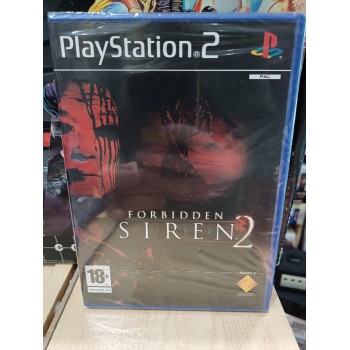 PlayStation®2
PAL
FORBIDDEN
SIREN 2
18+
SONY